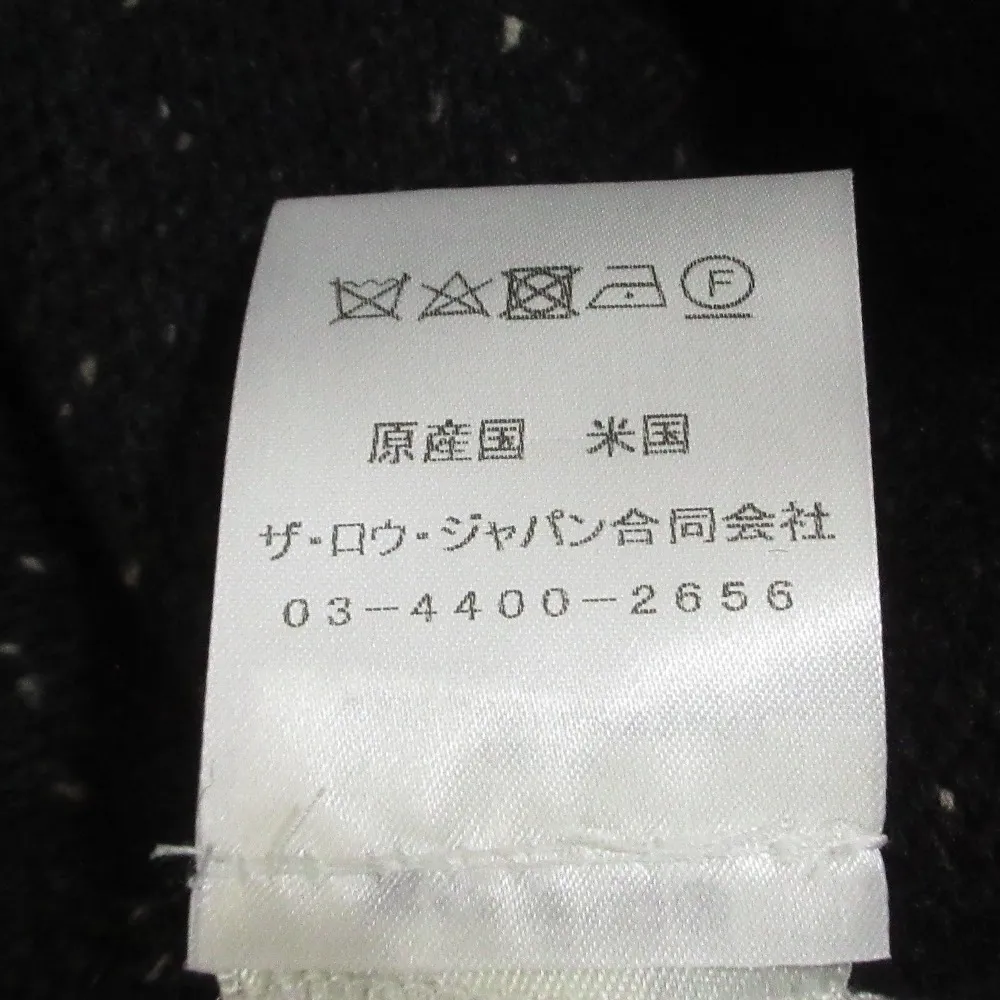 F
原産国　米国
ザ・ロウ・ジャパン合同会社
03-4400-2656